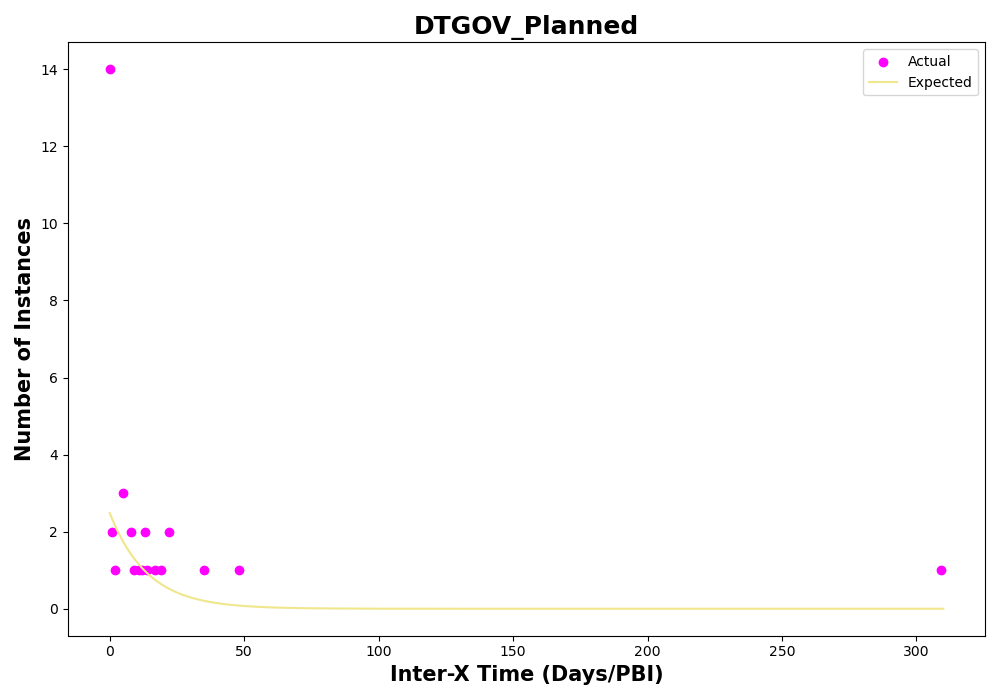 DTGOV_Planned
Actual
Expected
Number of Instances
14
12
10
8
6
4
2
0
0 50 100 150 200 250 300
Inter-X Time (Days/PBI)